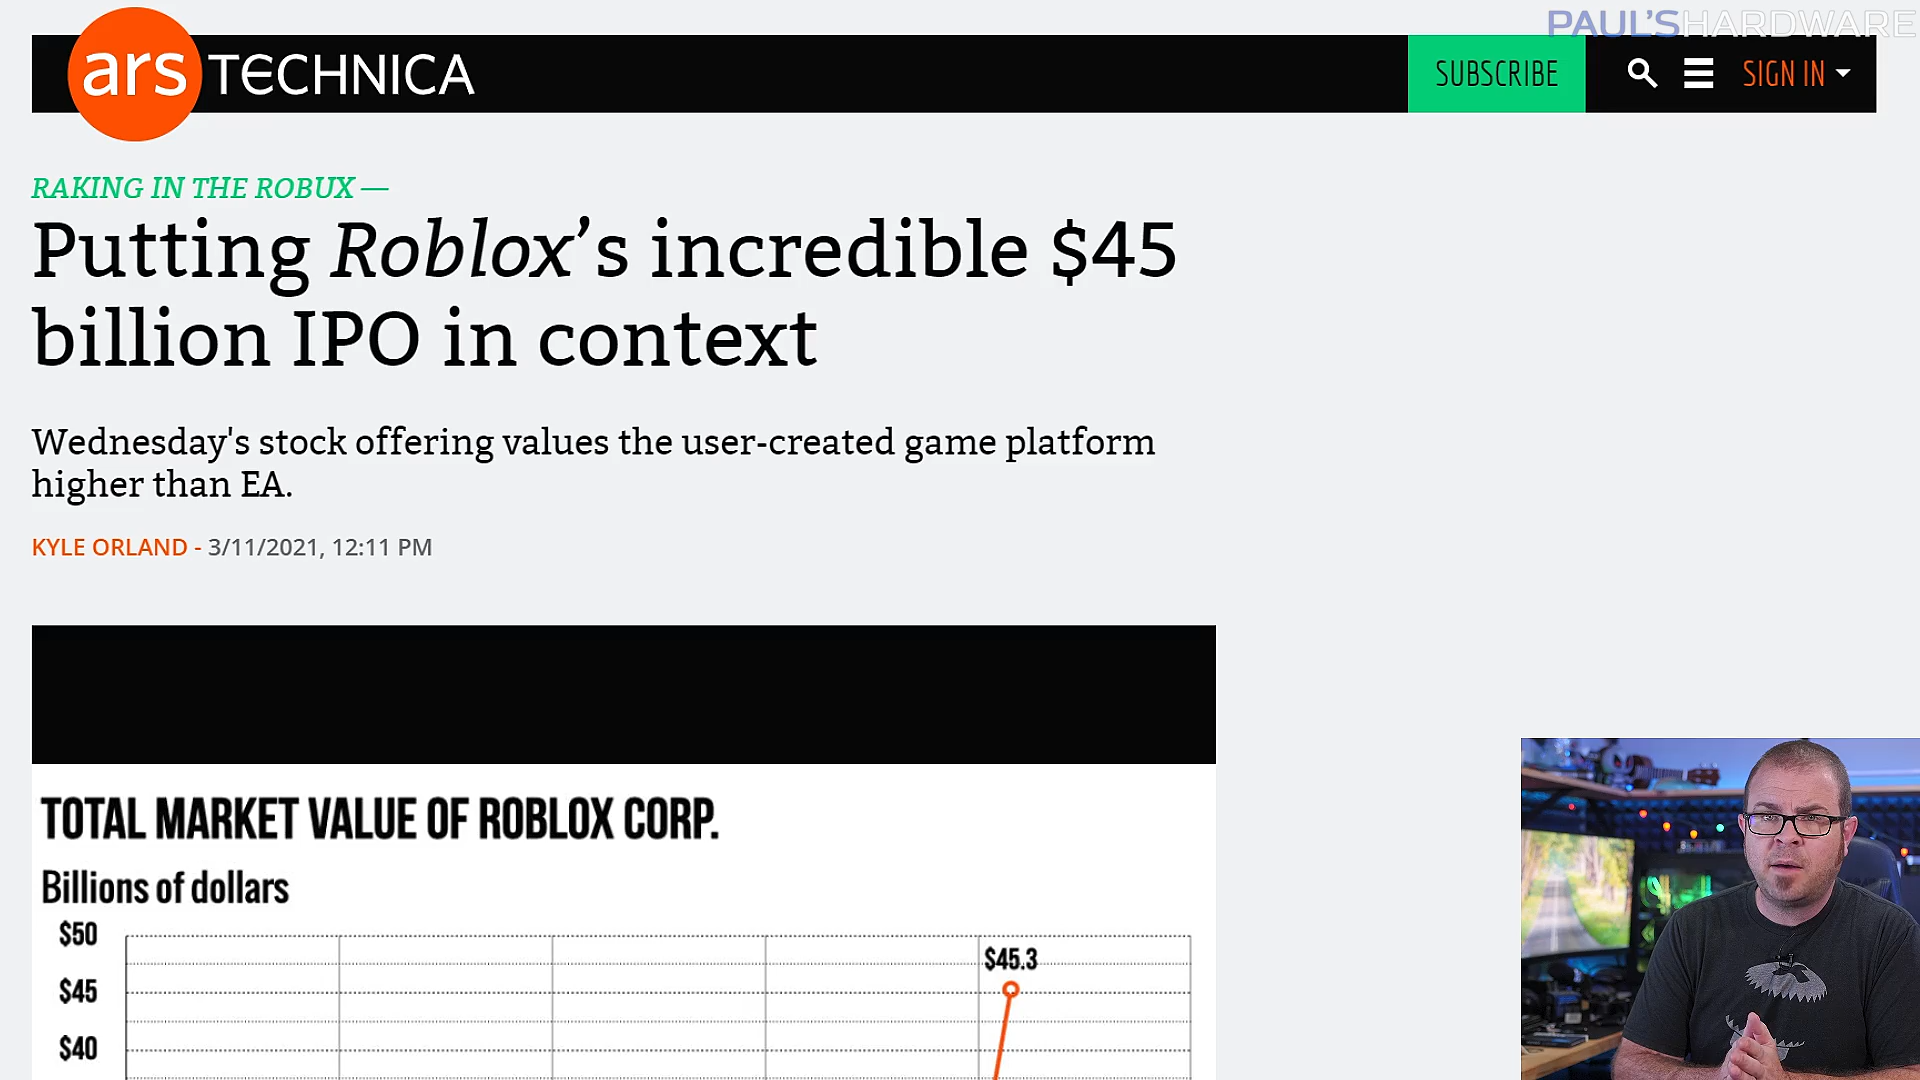 PAUL'SHARDWARE
ars TECHNICA
SUBSCRIBE
SIGN IN
RAKING IN THE ROBUX —
Putting Roblox's incredible $45
billion IPO in context
Wednesday's stock offering values the user-created game platform
higher than EA.
KYLE ORLAND - 3/11/2021, 12:11 PM
TOTAL MARKET VALUE OF ROBLOX CORP.
Billions of dollars
$50
$45.3
$45
$40